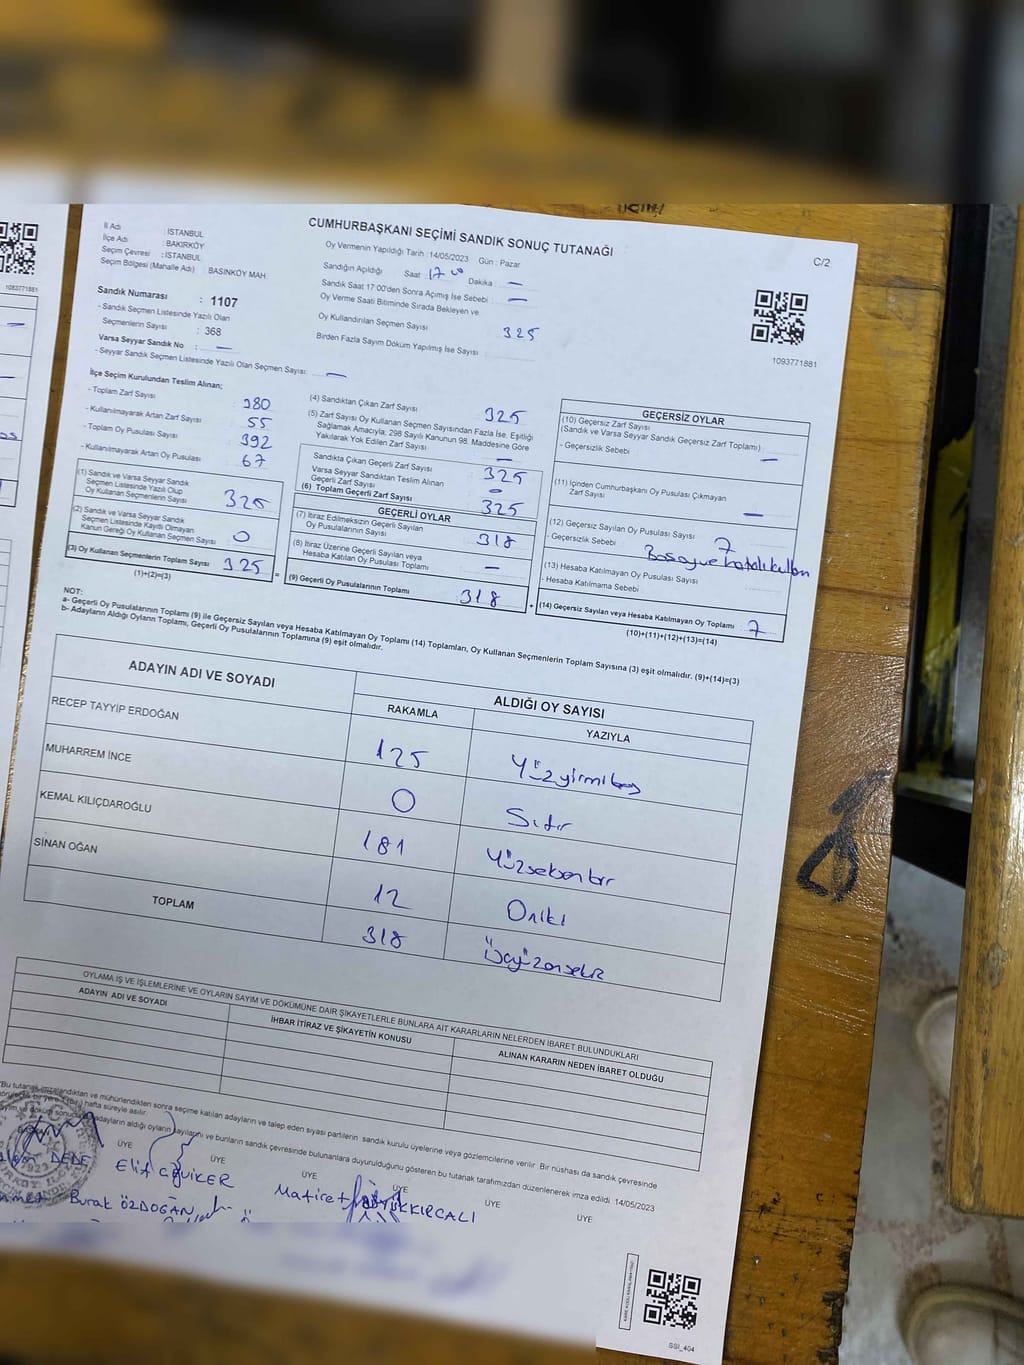 CUMHURBAŞKANI SEÇİMİ SANDIK SONUÇ TUTANAĞI
C/2
İl Adı : İSTANBUL
İlçe Adı : BAKIRKÖY
Seçim Çevresi : İSTANBUL
Seçim Bölgesi (Mahalle Adı) : BASINKÖY MAH.
Sandık Numarası : 1107
- Sandık Seçmen Listesinde Yazılı Olan
Seçmenlerin Sayısı : 368
Varsa Seyyar Sandık No : —
- Seyyar Sandık Seçmen Listesinde Yazılı Olan Seçmen Sayısı: —
Oy Vermenin Yapıldığı Tarih : 14/05/2023 Gün : Pazar
Sandığın Açıldığı Saat 17 00 Dakika —
Sandık Saat 17:00'den Sonra Açımış İse Sebebi —
Oy Verme Saati Bitiminde Sırada Bekleyen ve
Oy Kullandırılan Seçmen Sayısı 325
Birden Fazla Sayım Döküm Yapılmış İse Sayısı
1093771881
1083771881
İlçe Seçim Kurulundan Teslim Alınan;
- Toplam Zarf Sayısı 380
- Kullanılmayarak Artan Zarf Sayısı 55
- Toplam Oy Pusulası Sayısı 392
- Kullanılmayarak Artan Oy Pusulası 67
(1) Sandık ve Varsa Seyyar Sandık
Seçmen Listesinde Yazılı Olup
Oy Kullanan Seçmenlerin Sayısı 325
(2) Sandık ve Varsa Seyyar Sandık
Seçmen Listesinde Kayıtlı Olmayan
Kanun Gereği Oy Kullanan Seçmen Sayısı 0
(3) Oy Kullanan Seçmenlerin Toplam Sayısı 325
(1)+(2)=(3)
=
(4) Sandıktan Çıkan Zarf Sayısı 325
(5) Zarf Sayısı Oy Kullanan Seçmen Sayısından Fazla İse, Eşitliği
Sağlamak Amacıyla; 298 Sayılı Kanunun 98. Maddesine Göre
Yakılarak Yok Edilen Zarf Sayısı —
Sandıkta Çıkan Geçerli Zarf Sayısı 325
Varsa Seyyar Sandıktan Teslim Alınan
Geçerli Zarf Sayısı
(6) Toplam Geçerli Zarf Sayısı 325
GEÇERLİ OYLAR
(7) İtiraz Edilmeksizin Geçerli Sayılan
Oy Pusulalarının Sayısı 318
(8) İtiraz Üzerine Geçerli Sayılan veya
Hesaba Katılan Oy Pusulası Toplamı —
(9) Geçerli Oy Pusulalarının Toplamı 318
+
GEÇERSİZ OYLAR
(10) Geçersiz Zarf Sayısı
(Sandık ve Varsa Seyyar Sandık Geçersiz Zarf Toplamı)
- Geçersizlik Sebebi —
(11) İçinden Cumhurbaşkanı Oy Pusulası Çıkmayan
Zarf Sayısı —
(12) Geçersiz Sayılan Oy Pusulası Sayısı 7
- Geçersizlik Sebebi
(13) Hesaba Katılmayan Oy Pusulası Sayısı
- Hesaba Katılmama Sebebi
(14) Geçersiz Sayılan veya Hesaba Katılmayan Oy Toplamı 7
(10)+(11)+(12)+(13)=(14)
NOT:
a- Geçerli Oy Pusulalarının Toplamı (9) ile Geçersiz Sayılan veya Hesaba Katılmayan Oy Toplamı (14) Toplamları, Oy Kullanan Seçmenlerin Toplam Sayısına (3) eşit olmalıdır. (9)+(14)=(3)
b- Adayların Aldığı Oyların Toplamı, Geçerli Oy Pusulalarının Toplamına (9) eşit olmalıdır.
ADAYIN ADI VE SOYADI
ALDIĞI OY SAYISI
RAKAMLA YAZIYLA
RECEP TAYYİP ERDOĞAN 125 Yüzyirmibeş
MUHARREM İNCE 0 Sıfır
KEMAL KILIÇDAROĞLU 181 Yüzseksenbir
SİNAN OĞAN 12 Oniki
TOPLAM 318 Üçyüzonsekiz
OYLAMA İŞ VE İŞLEMLERİNE VE OYLARIN SAYIM VE DÖKÜMÜNE DAİR ŞİKAYETLERLE BUNLARA AİT KARARLARIN NELERDEN İBARET BULUNDUKLARI
ADAYIN ADI VE SOYADI
İHBAR İTİRAZ VE ŞİKAYETİN KONUSU
ALINAN KARARIN NEDEN İBARET OLDUĞU
"Bu tutanak imzalandıktan ve mühürlendikten sonra seçime katılan adayların ve talep eden siyasi partilerin sandık kurulu üyelerine veya gözlemcilerine verilir. Bir nüshası da sandık çevresinde
(bir) hafta süreyle asılır.
adayların aldığı oyların sayılarını ve bunların sandık çevresinde bulunanlara duyurulduğunu gösteren bu tutanak tarafımızdan düzenlenerek imza edildi. 14/05/2023
ÜYE ÜYE ÜYE ÜYE ÜYE ÜYE
DEDE Elif
Burak ÖZDOĞAN
SSİ_404